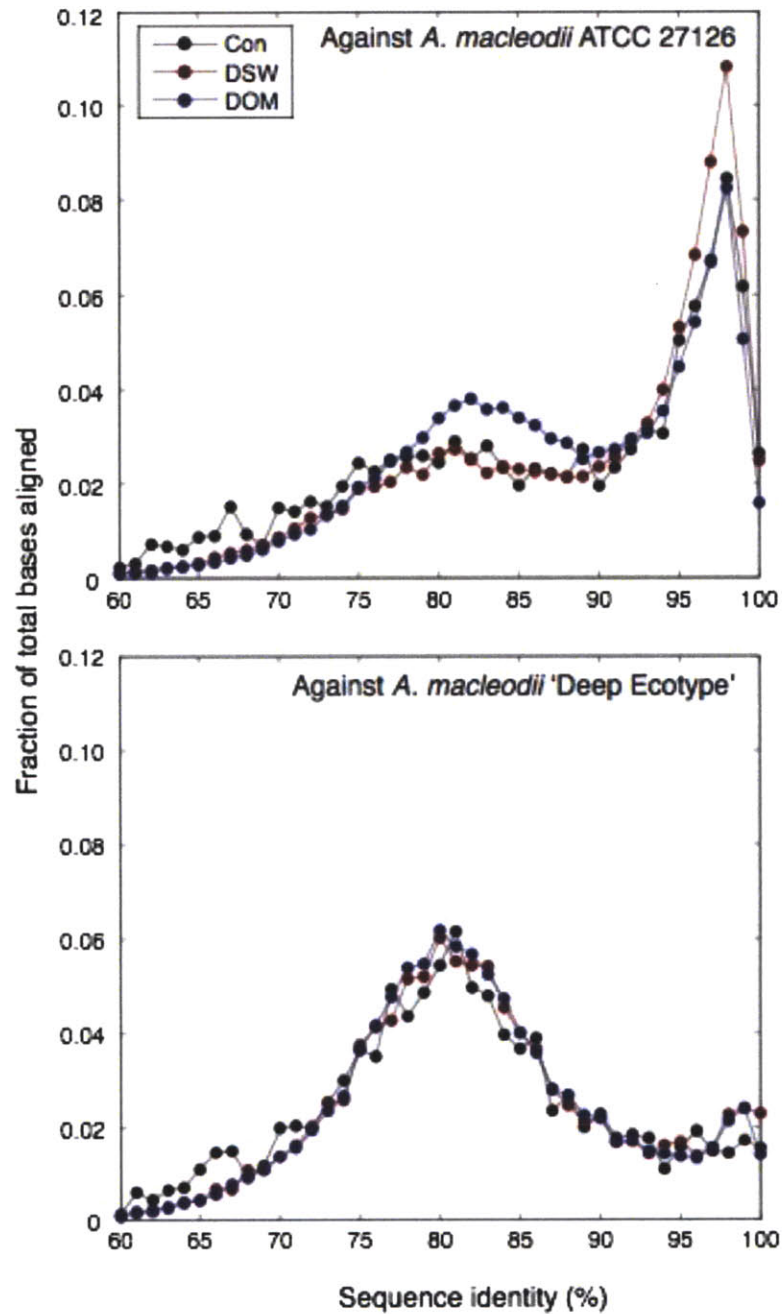 Against A. macleodii ATCC 27126
Con
DSW
DOM
0.12
0.10
0.08
0.06
0.04
0.02
0
60 65 70 75 80 85 90 95 100
Fraction of total bases aligned
Against A. macleodii 'Deep Ecotype'
0.12
0.10
0.08
0.06
0.04
0.02
0
60 65 70 75 80 85 90 95 100
Sequence identity (%)